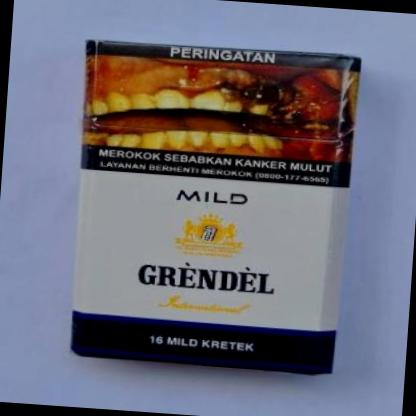 PERINGATAN
MEROKOK SEBABKAN KANKER MULUT
LAYANAN BERHENTI MEROKOK (0800-177-6565)
MILD
GRÈNDÈL
International
16 MILD KRETEK